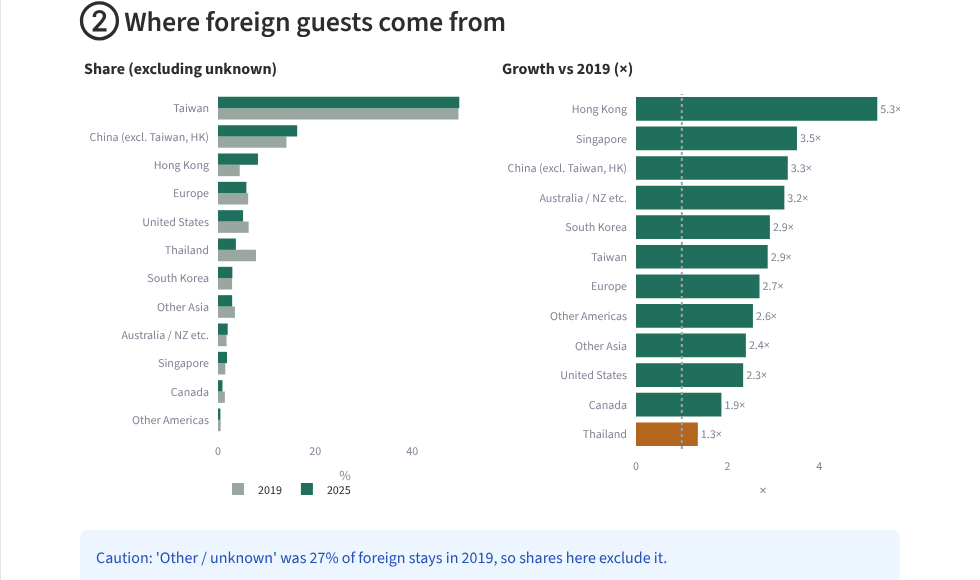 ② Where foreign guests come from
Share (excluding unknown)
Taiwan
China (excl. Taiwan, HK)
Hong Kong
Europe
United States
Thailand
South Korea
Other Asia
Australia / NZ etc.
Singapore
Canada
Other Americas
0 20 40
%
2019 2025
Growth vs 2019 (×)
Hong Kong 5.3×
Singapore 3.5×
China (excl. Taiwan, HK) 3.3×
Australia / NZ etc. 3.2×
South Korea 2.9×
Taiwan 2.9×
Europe 2.7×
Other Americas 2.6×
Other Asia 2.4×
United States 2.3×
Canada 1.9×
Thailand 1.3×
0 2 4
×
Caution: 'Other / unknown' was 27% of foreign stays in 2019, so shares here exclude it.